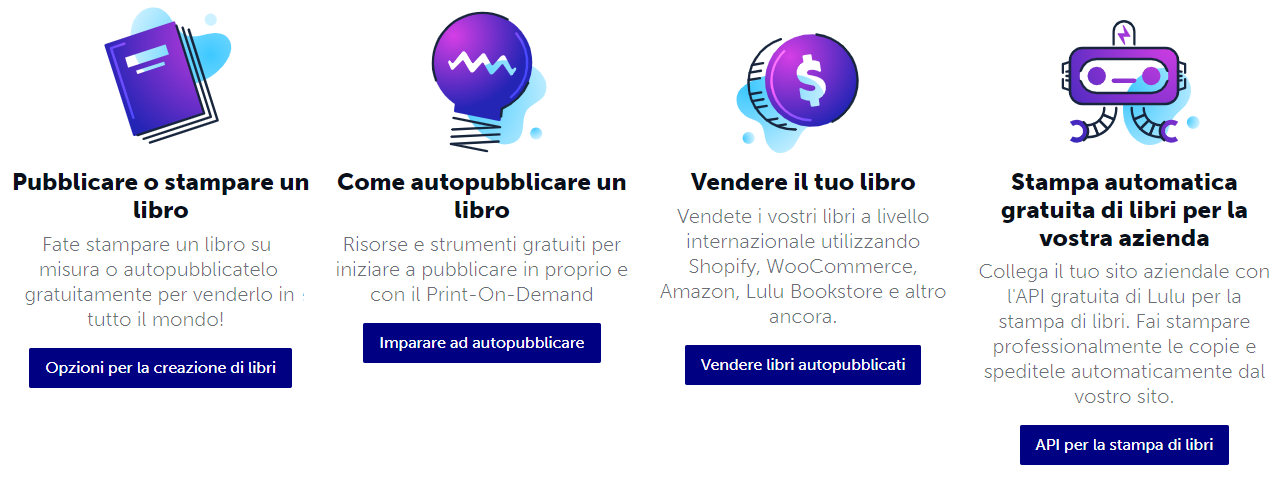 Pubblicare o stampare un
libro
Fate stampare un libro su
misura o autopubblicatelo
gratuitamente per venderlo in
tutto il mondo!
Opzioni per la creazione di libri
Come autopubblicare un
libro
Risorse e strumenti gratuiti per
iniziare a pubblicare in proprio e
con il Print-On-Demand
Imparare ad autopubblicare
Vendere il tuo libro
Vendete i vostri libri a livello
internazionale utilizzando
Shopify, WooCommerce,
Amazon, Lulu Bookstore e altro
ancora.
Vendere libri autopubblicati
Stampa automatica
gratuita di libri per la
vostra azienda
Collega il tuo sito aziendale con
l'API gratuita di Lulu per la
stampa di libri. Fai stampare
professionalmente le copie e
speditele automaticamente dal
vostro sito.
API per la stampa di libri